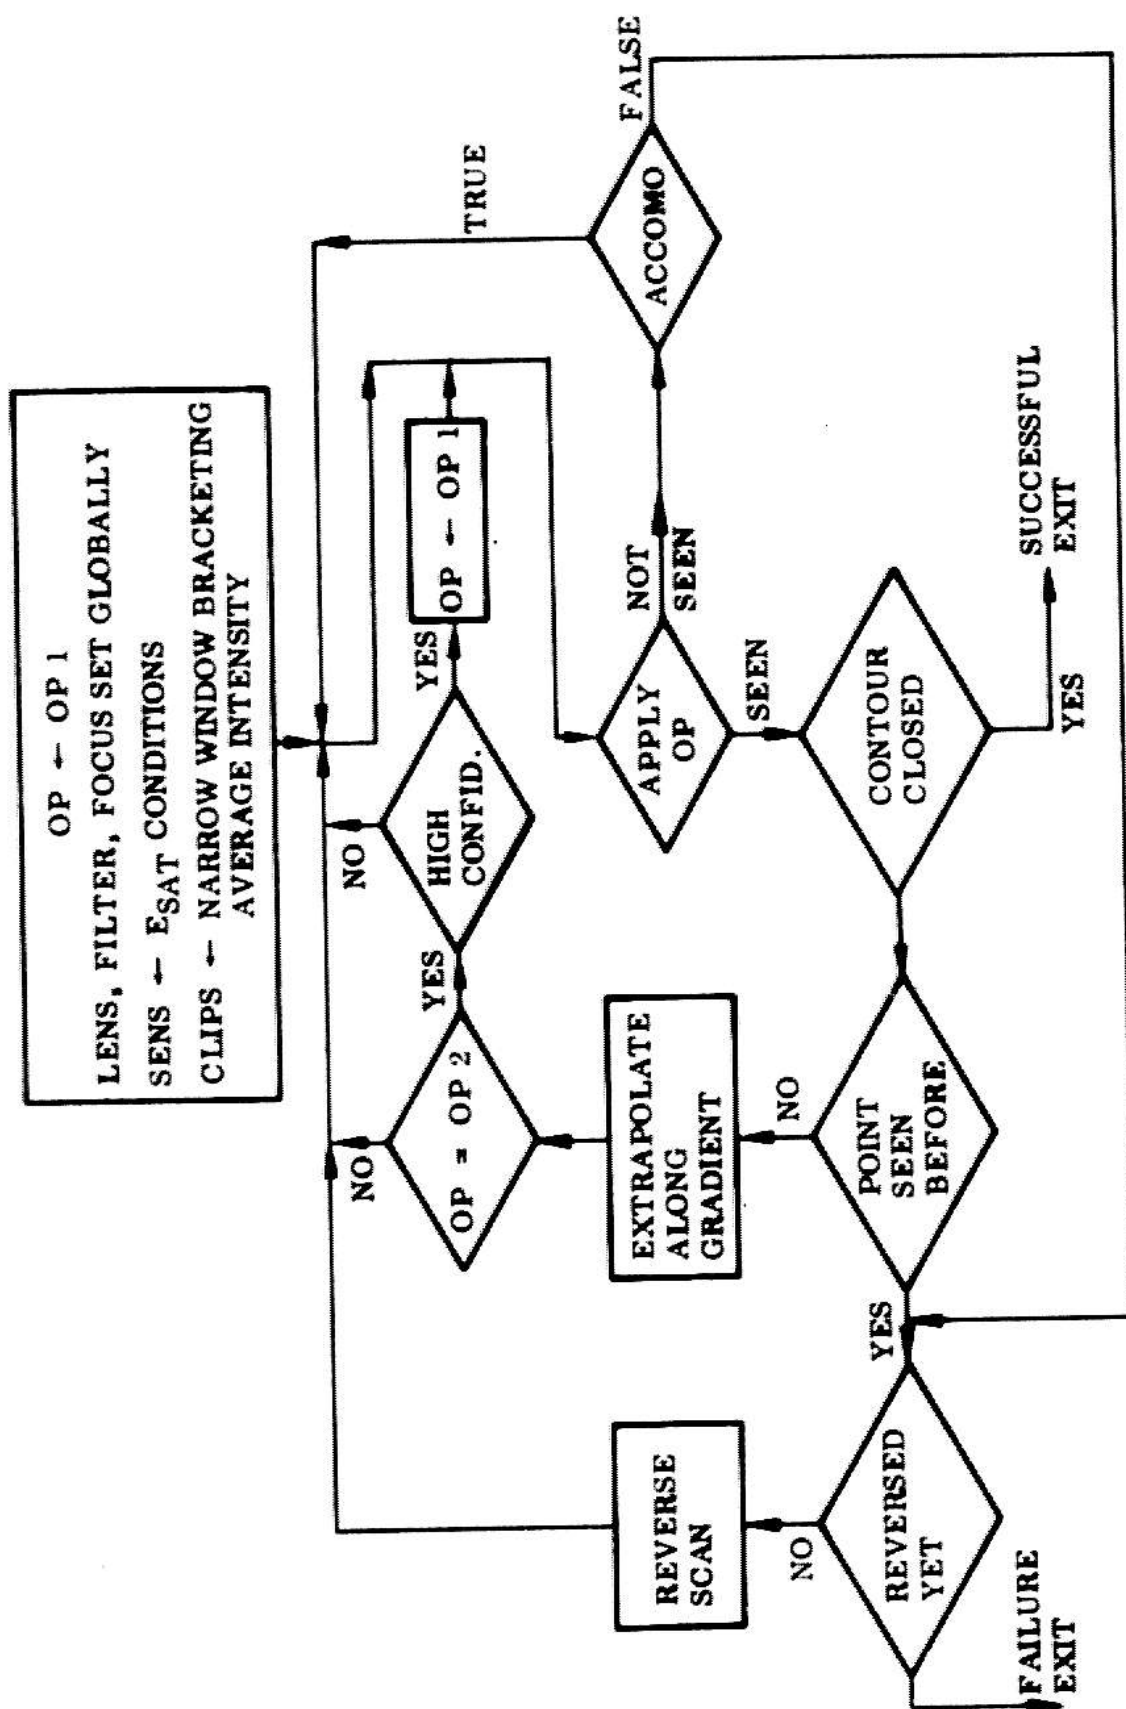 OP ← OP 1
LENS, FILTER, FOCUS SET GLOBALLY
SENS ← ESAT CONDITIONS
CLIPS ← NARROW WINDOW BRACKETING
AVERAGE INTENSITY
TRUE
FALSE
ACCOMO
OP ← OP 1
YES
HIGH
CONFID.
NO
YES
OP = OP 2
NO
NOT
SEEN
APPLY
OP
SEEN
EXTRAPOLATE
ALONG
GRADIENT
REVERSE
SCAN
CONTOUR
CLOSED
YES
SUCCESSFUL
EXIT
NO
POINT
SEEN
BEFORE
YES
NO
REVERSED
YET
FAILURE
EXIT